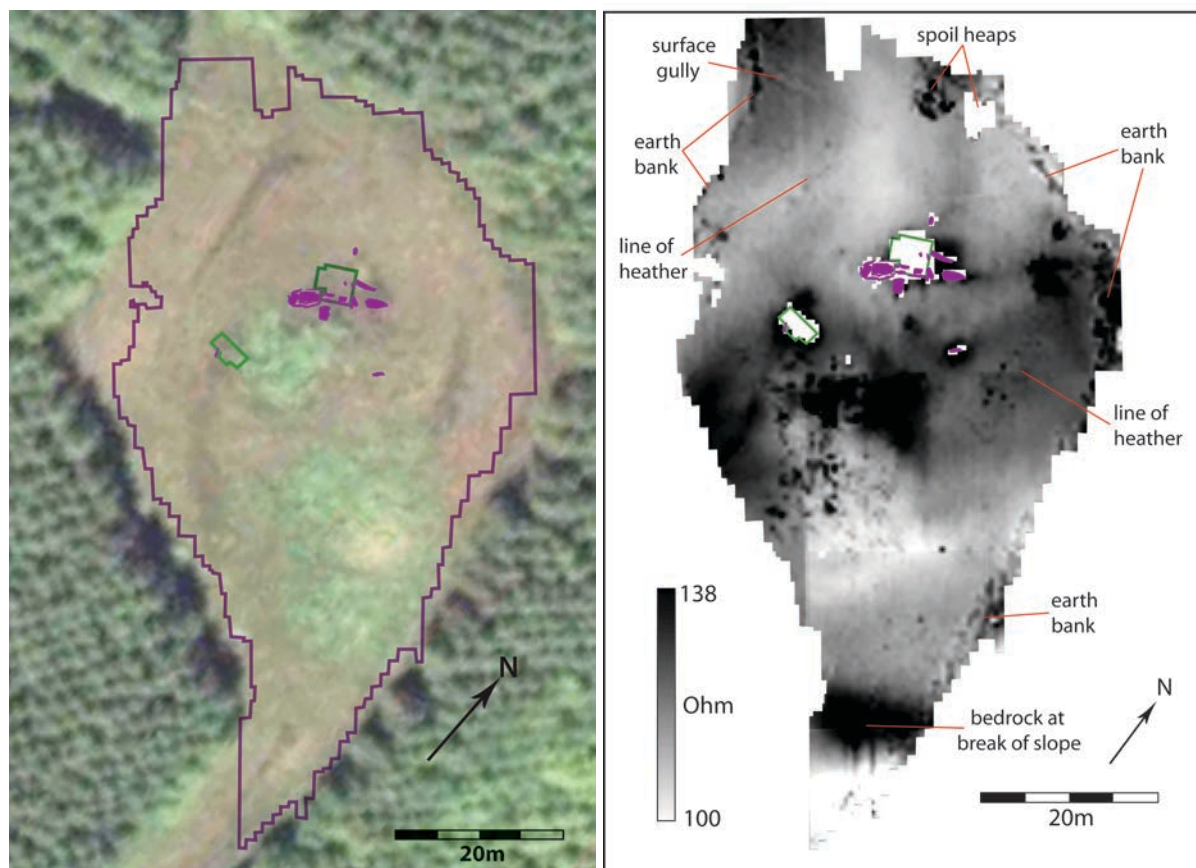 N
20m
surface
gully
spoil heaps
earth
bank
earth
bank
line of
heather
line of
heather
138
Ohm
100
earth
bank
N
bedrock at
break of slope
20m